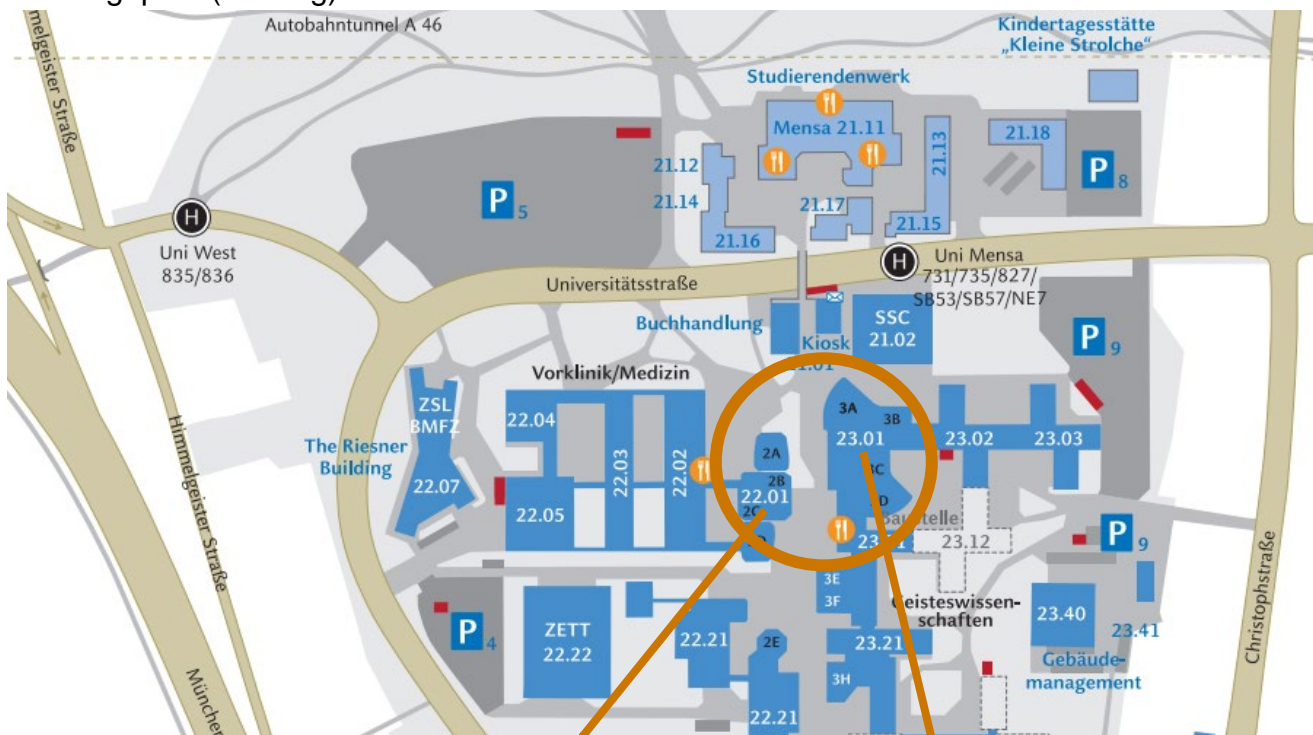 Autobahntunnel A 46
Kindertagesstätte
„Kleine Strolche“
Himmelgeister Straße
Studierendenwerk
Mensa 21.11
21.12
21.13
21.18
P 8
21.14
P 5
21.17
21.15
21.16
H
Uni West
835/836
H
Uni Mensa
731/735/827/
SB53/SB57/NE7
Universitätsstraße
Buchhandlung
Kiosk
SSC
21.02
P 9
Vorklinik/Medizin
ZSL
BMFZ
22.04
3A
3B
23.01
23.02
23.03
The Riesner
Building
22.07
22.03
22.02
2A
2B
22.01
3C
22.05
Baustelle
23.12
P 9
Himmelgeister Straße
3E
3F
Geisteswissen-
schaften
23.40
23.41
Christophstraße
P 4
ZETT
22.22
22.21
2E
23.21
3H
Gebäude-
management
22.21